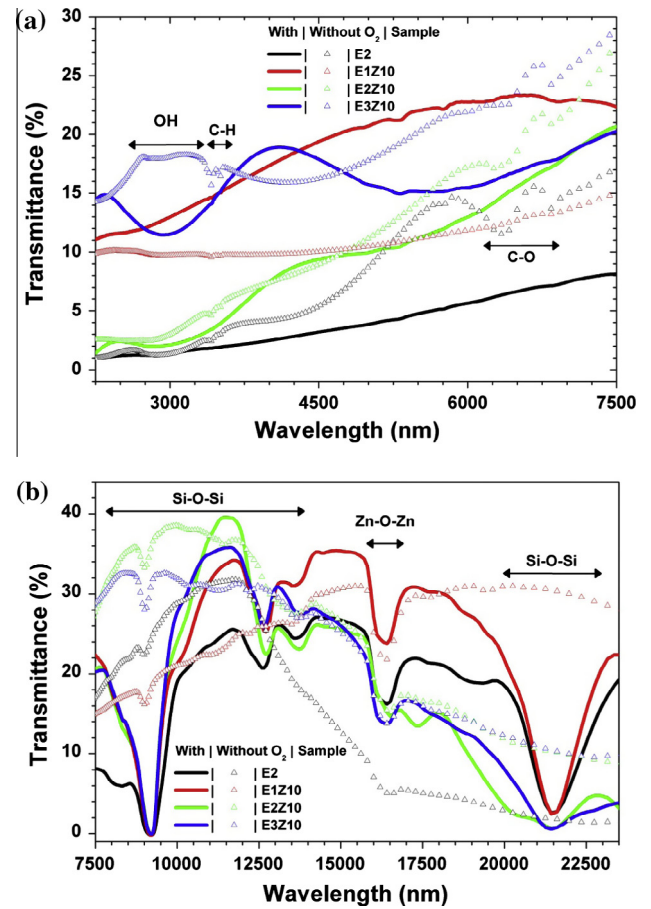 (a)
30
25
20
15
10
5
0
Transmittance (%)
With | Without O₂ | Sample
| | E2
| | E1Z10
| | E2Z10
| | E3Z10
OH
C-H
C-O
3000
4500
6000
7500
Wavelength (nm)
(b)
40
30
20
10
0
Transmittance (%)
Si-O-Si
Zn-O-Zn
Si-O-Si
With | Without O₂ | Sample
| | E2
| | E1Z10
| | E2Z10
| | E3Z10
7500
10000
12500
15000
17500
20000
22500
Wavelength (nm)